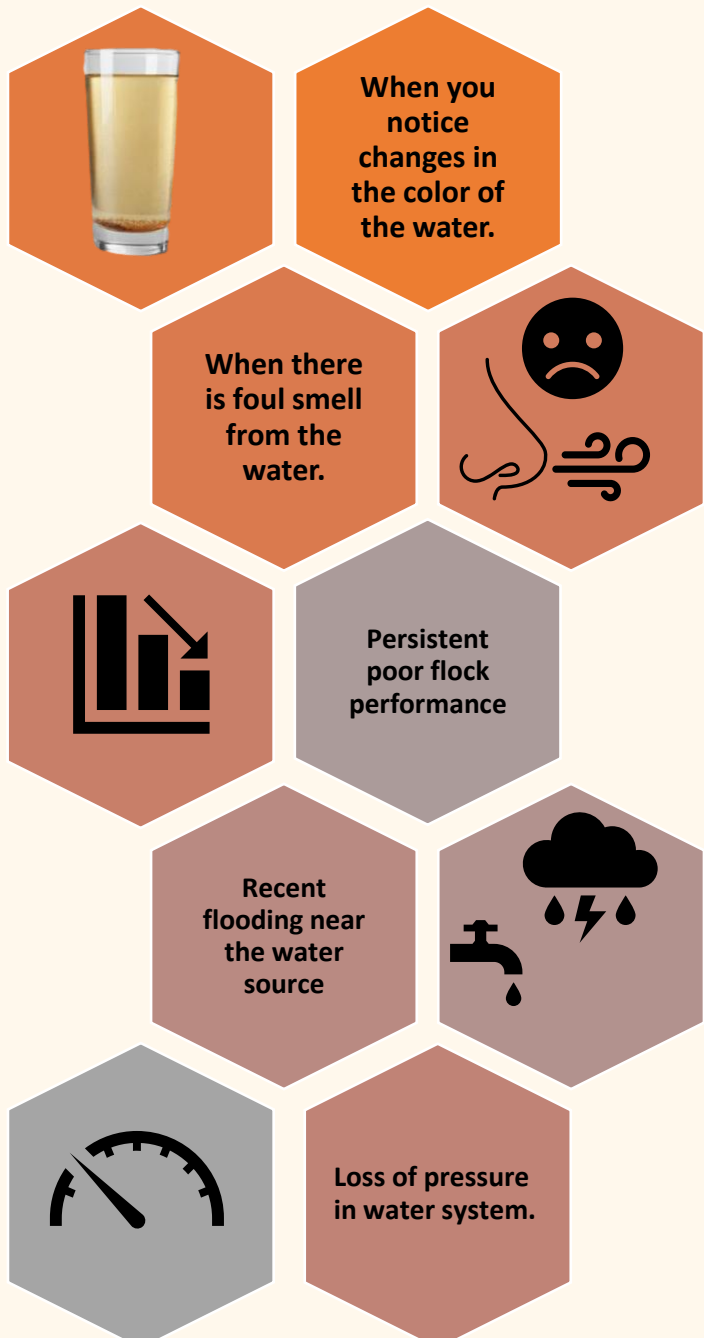 When you
notice
changes in
the color of
the water.
When there
is foul smell
from the
water.
Persistent
poor flock
performance
Recent
flooding near
the water
source
Loss of pressure
in water system.